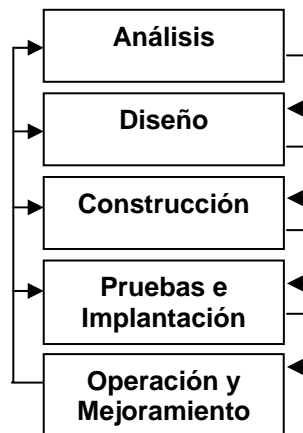 Análisis
Diseño
Construcción
Pruebas e
Implantación
Operación y
Mejoramiento